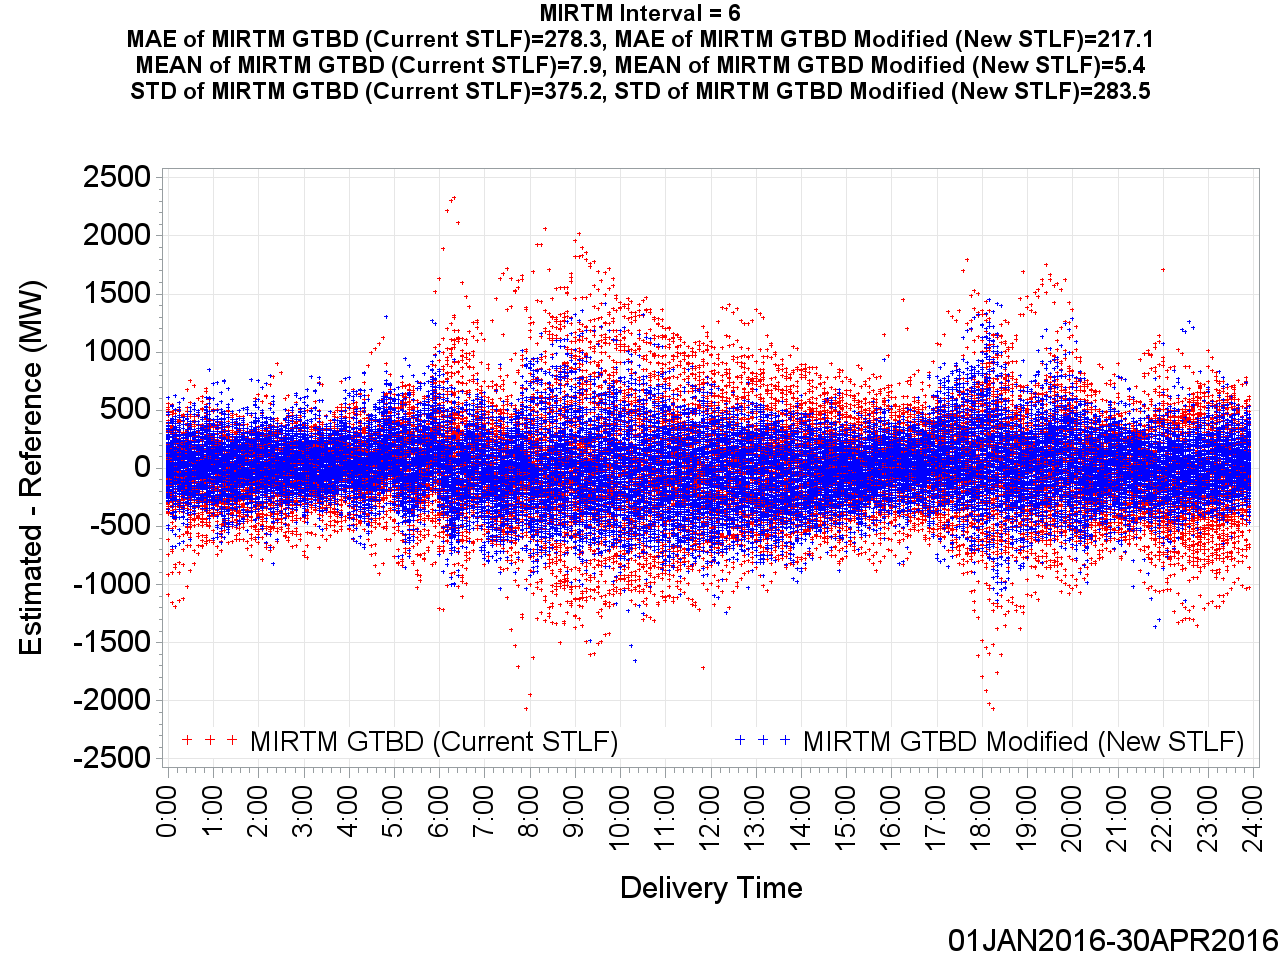 MIRTM Interval = 6
MAE of MIRTM GTBD (Current STLF)=278.3, MAE of MIRTM GTBD Modified (New STLF)=217.1
MEAN of MIRTM GTBD (Current STLF)=7.9, MEAN of MIRTM GTBD Modified (New STLF)=5.4
STD of MIRTM GTBD (Current STLF)=375.2, STD of MIRTM GTBD Modified (New STLF)=283.5
Estimated - Reference (MW)
2500
2000
1500
1000
500
0
-500
-1000
-1500
-2000
-2500
MIRTM GTBD (Current STLF) MIRTM GTBD Modified (New STLF)
0:00 1:00 2:00 3:00 4:00 5:00 6:00 7:00 8:00 9:00 10:00 11:00 12:00 13:00 14:00 15:00 16:00 17:00 18:00 19:00 20:00 21:00 22:00 23:00 24:00
Delivery Time
01JAN2016-30APR2016